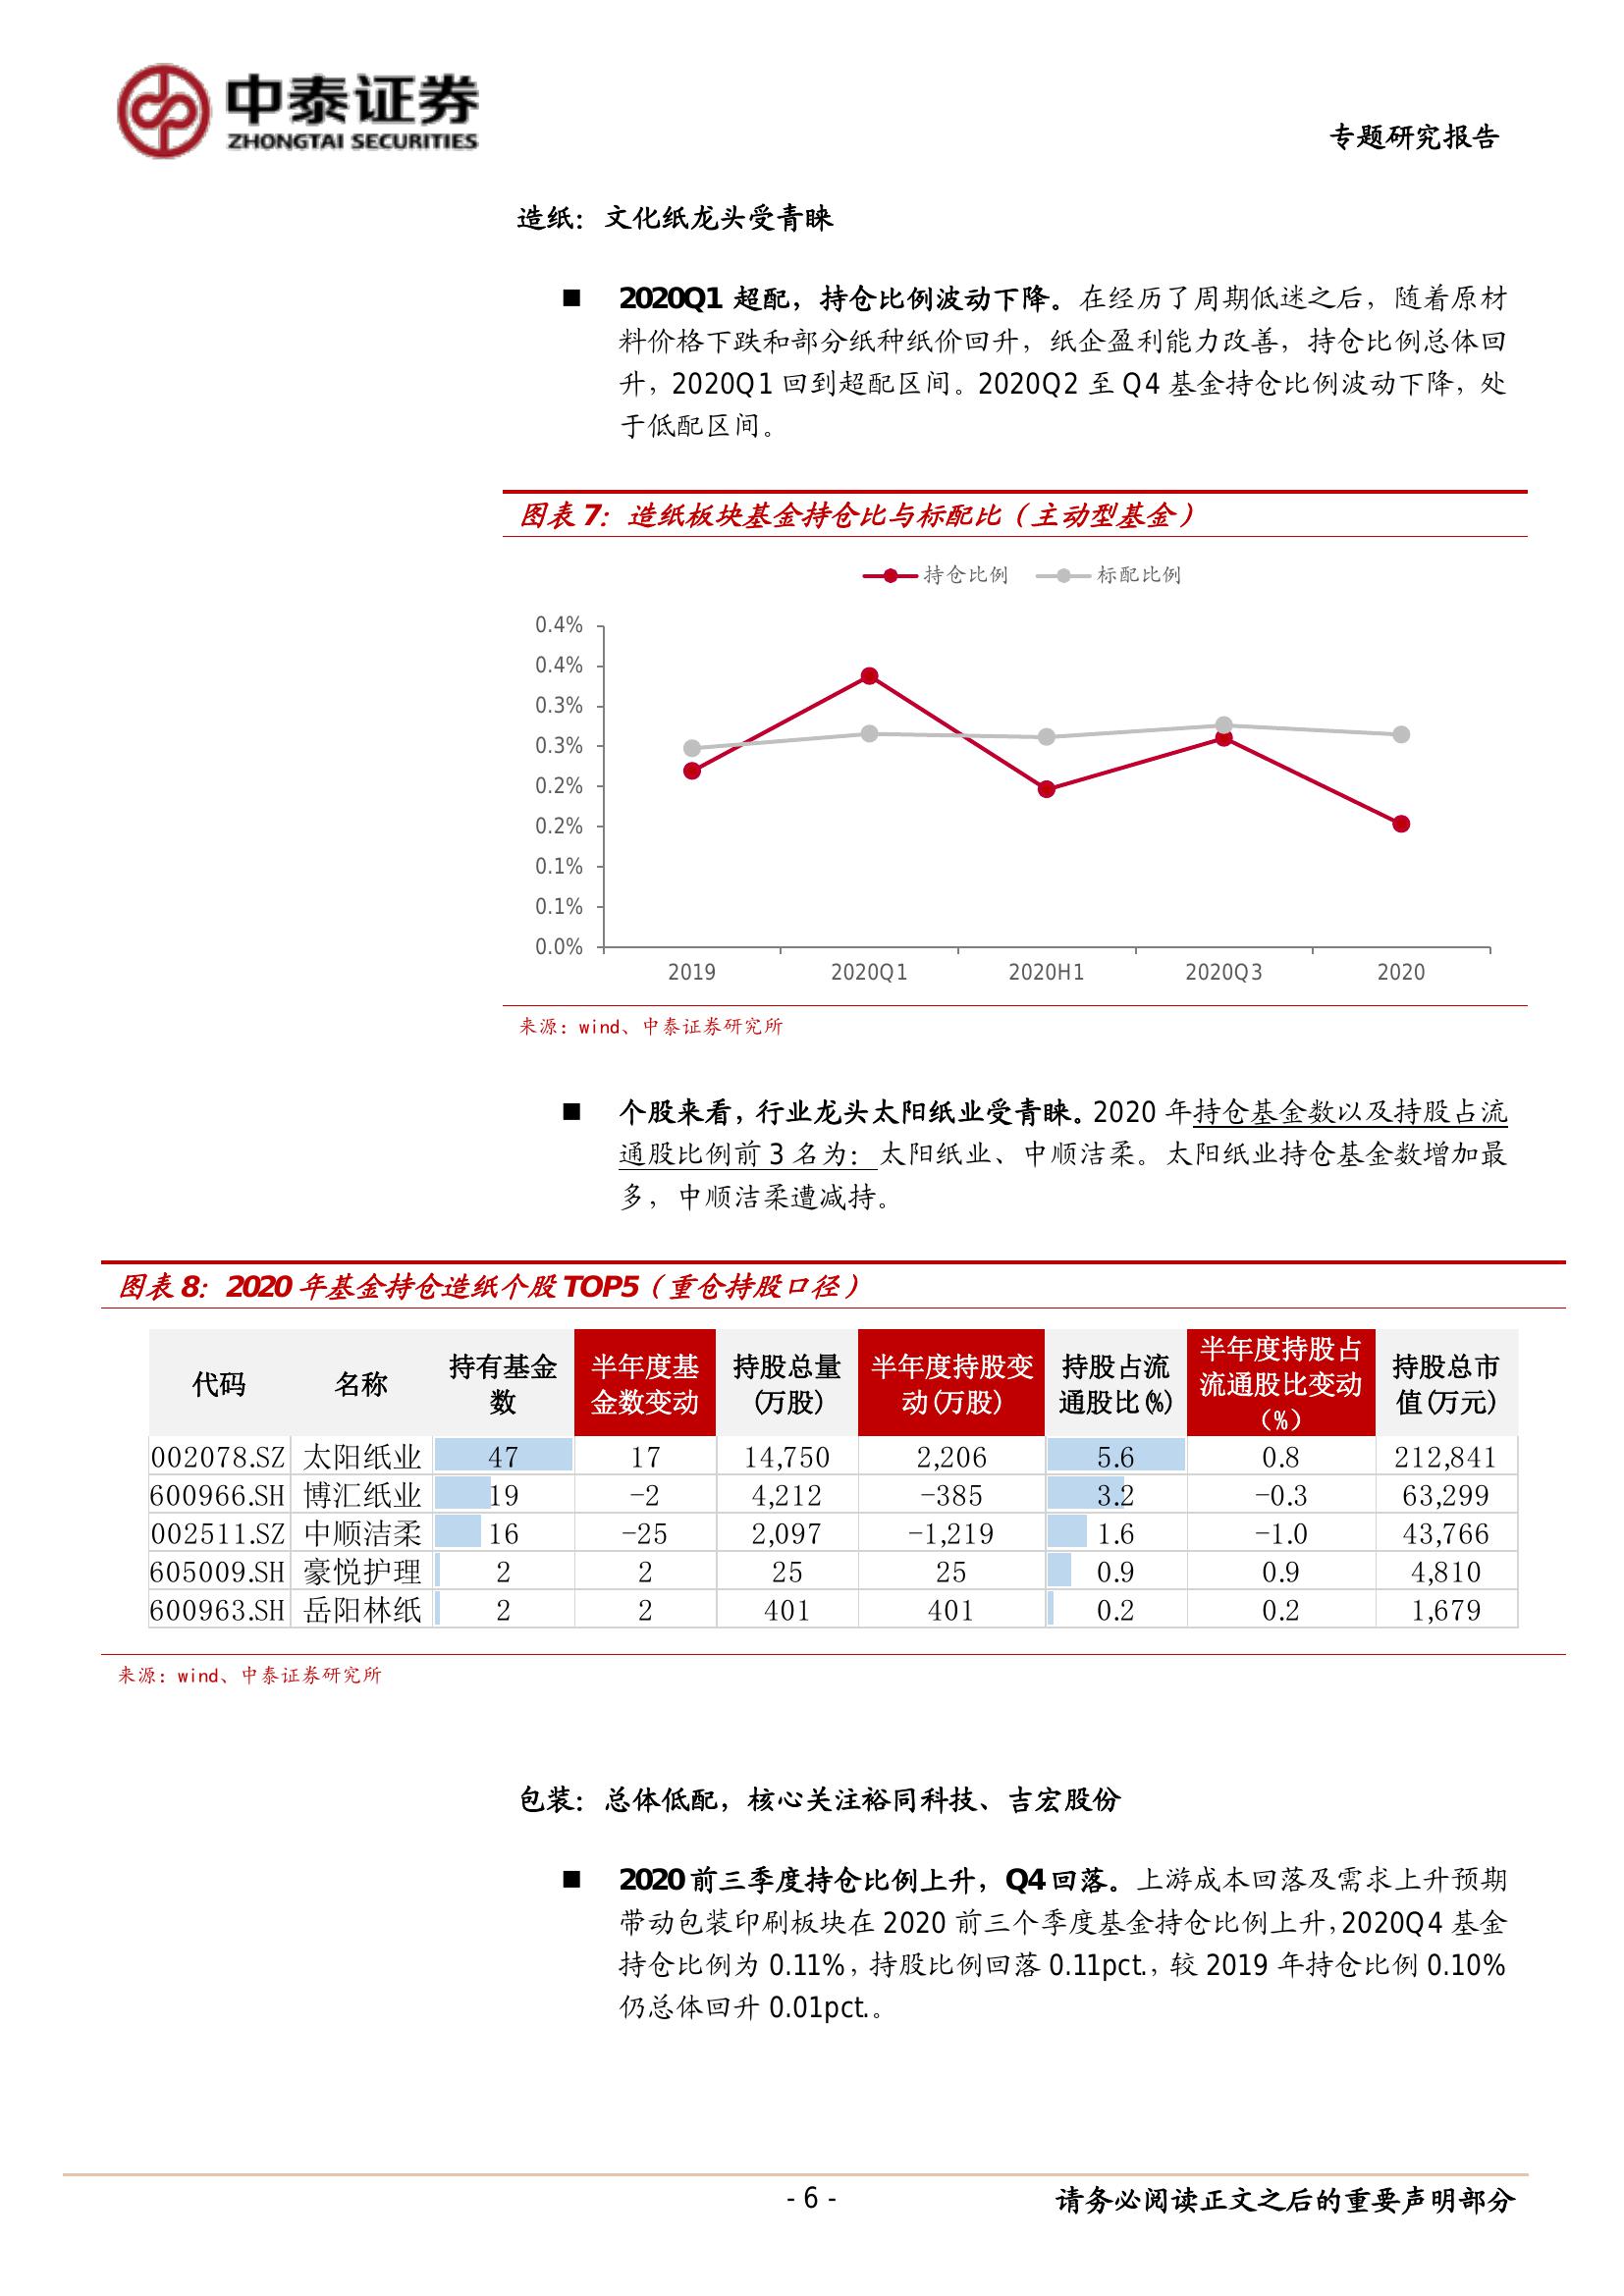 中泰证券
ZHONGTAI SECURITIES
专题研究报告
造纸：文化纸龙头受青睐
■ 2020Q1 超配，持仓比例波动下降。在经历了周期低迷之后，随着原材
料价格下跌和部分纸种纸价回升，纸企盈利能力改善，持仓比例总体回
升，2020Q1 回到超配区间。2020Q2 至 Q4 基金持仓比例波动下降，处
于低配区间。
图表 7：造纸板块基金持仓比与标配比（主动型基金）
持仓比例 标配比例
0.4%
0.4%
0.3%
0.3%
0.2%
0.2%
0.1%
0.1%
0.0%
2019 2020Q1 2020H1 2020Q3 2020
来源：wind、中泰证券研究所
■ 个股来看，行业龙头太阳纸业受青睐。2020 年持仓基金数以及持股占流
通股比例前 3 名为：太阳纸业、中顺洁柔。太阳纸业持仓基金数增加最
多，中顺洁柔遭减持。
图表 8：2020 年基金持仓造纸个股 TOP5（重仓持股口径）
代码 名称 持有基金数 半年度基金数变动 持股总量(万股) 半年度持股变动(万股) 持股占流通股比(%) 半年度持股占流通股比变动(%) 持股总市值(万元)
002078.SZ 太阳纸业 47 17 14,750 2,206 5.6 0.8 212,841
600966.SH 博汇纸业 19 -2 4,212 -385 3.2 -0.3 63,299
002511.SZ 中顺洁柔 16 -25 2,097 -1,219 1.6 -1.0 43,766
605009.SH 豪悦护理 2 2 25 25 0.9 0.9 4,810
600963.SH 岳阳林纸 2 2 401 401 0.2 0.2 1,679
来源：wind、中泰证券研究所
包装：总体低配，核心关注裕同科技、吉宏股份
■ 2020 前三季度持仓比例上升，Q4 回落。上游成本回落及需求上升预期
带动包装印刷板块在 2020 前三个季度基金持仓比例上升，2020Q4 基金
持仓比例为 0.11%，持股比例回落 0.11pct.，较 2019 年持仓比例 0.10%
仍总体回升 0.01pct.。
- 6 -
请务必阅读正文之后的重要声明部分